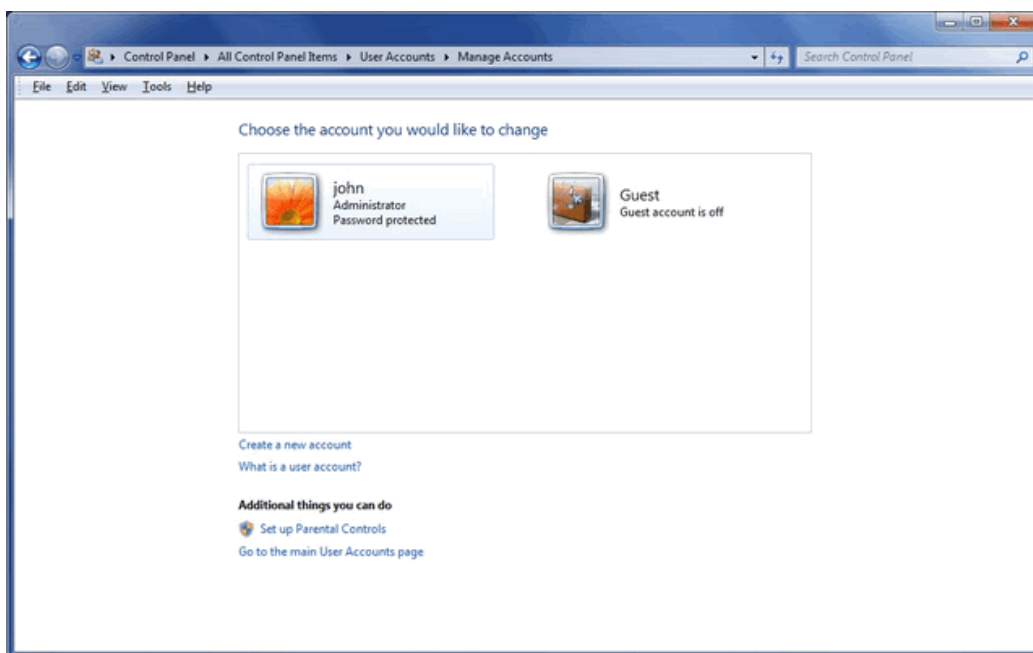 Control Panel All Control Panel Items User Accounts Manage Accounts
Search Control Panel
File Edit View Tools Help
Choose the account you would like to change
john
Administrator
Password protected
Guest
Guest account is off
Create a new account
What is a user account?
Additional things you can do
Set up Parental Controls
Go to the main User Accounts page